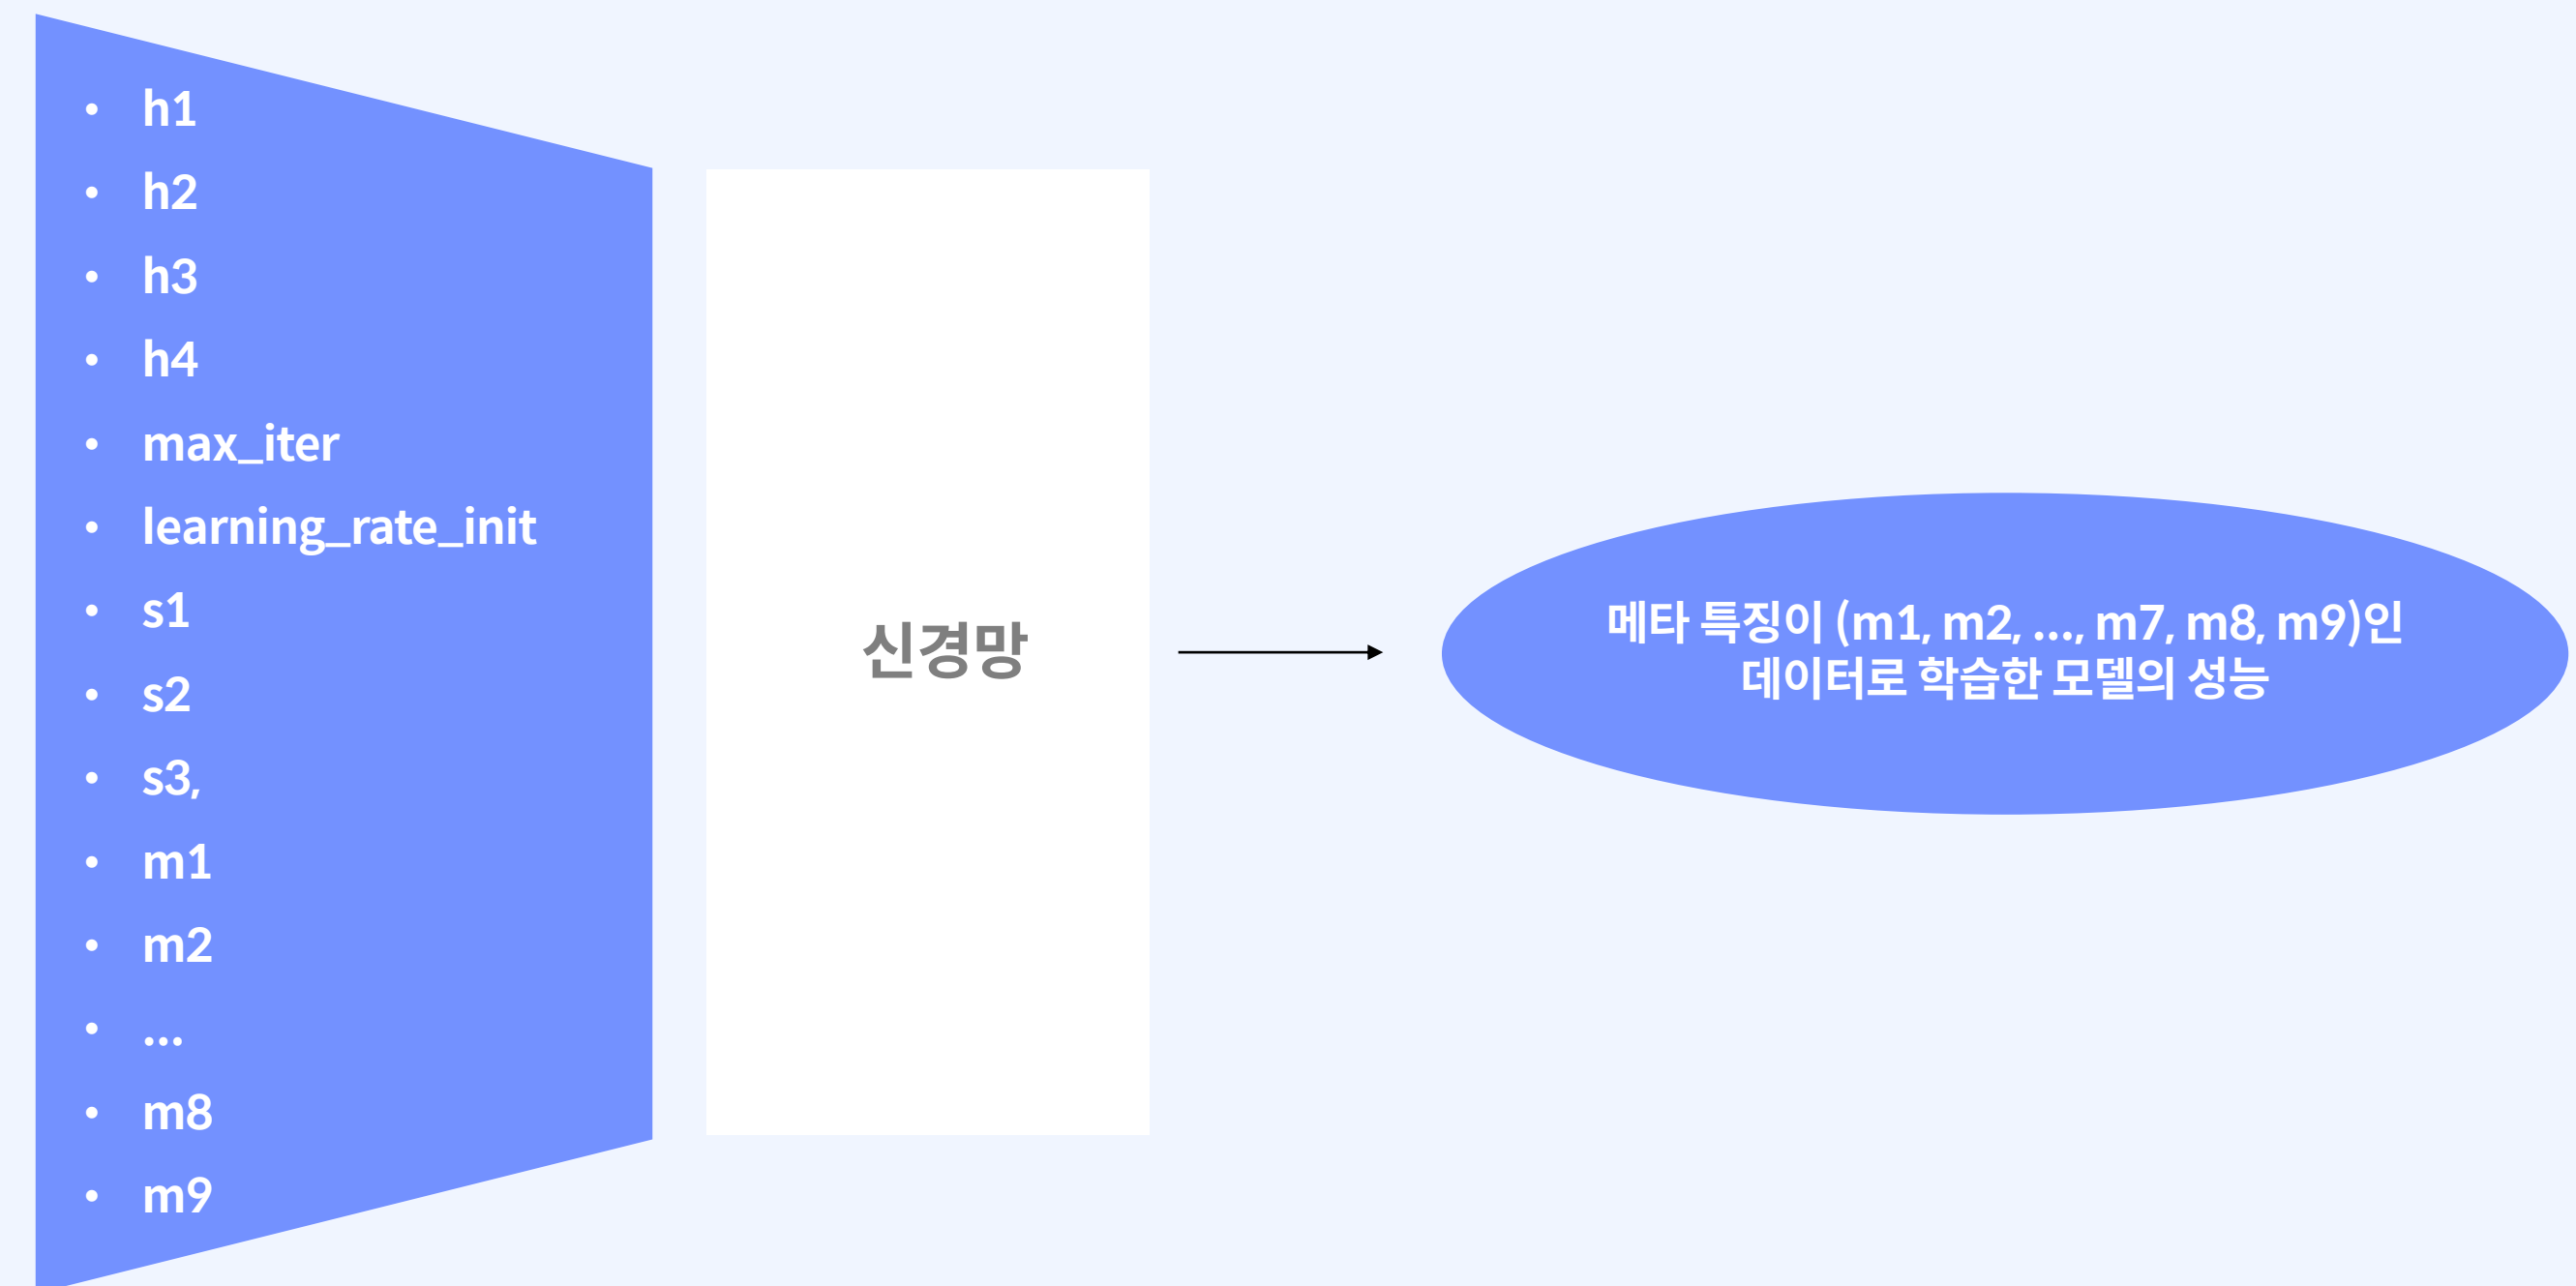 • h1
• h2
• h3
• h4
• max_iter
• learning_rate_init
• s1
• s2
• s3,
• m1
• m2
• ...
• m8
• m9
신경망
메타 특징이 (m1, m2, ..., m7, m8, m9)인
데이터로 학습한 모델의 성능